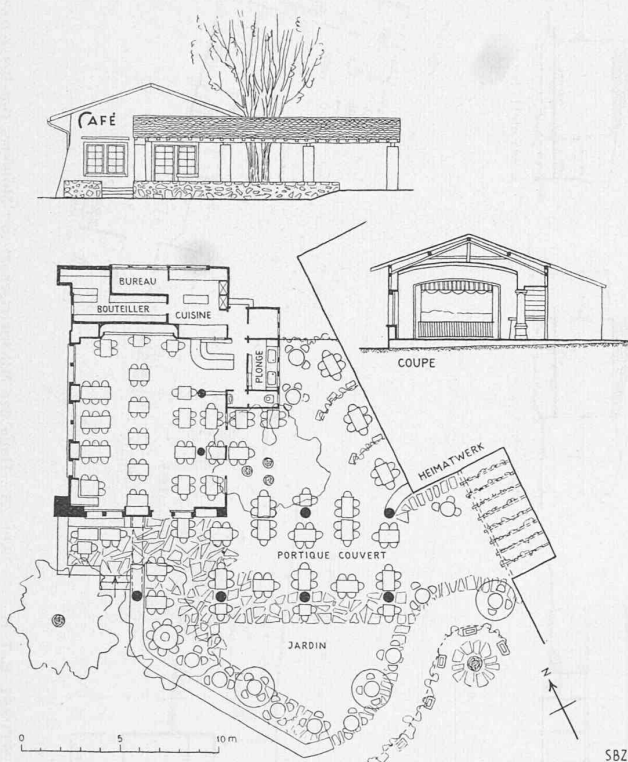 CAFÉ
COUPE
BUREAU
BOUTEILLER
CUISINE
PLONGE
HEIMATWERK
PORTIQUE COUVERT
JARDIN
N
0 5 10 m
SBZ